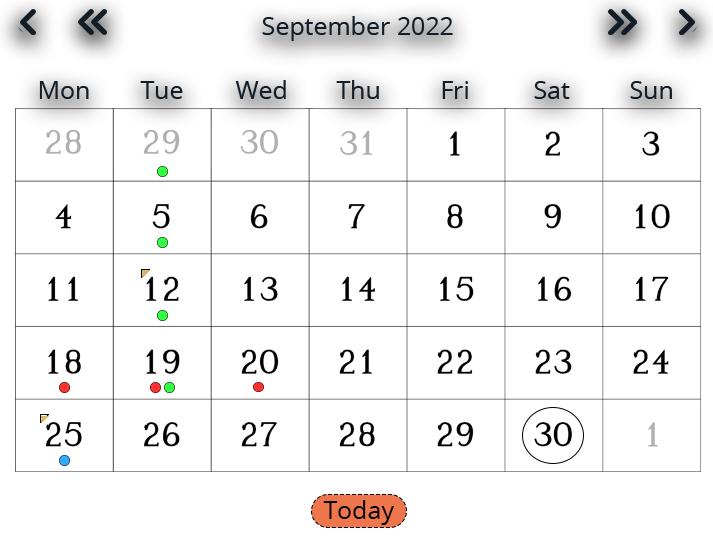 September 2022
Mon Tue Wed Thu Fri Sat Sun
28 29 30 31 1 2 3
4 5 6 7 8 9 10
11 12 13 14 15 16 17
18 19 20 21 22 23 24
25 26 27 28 29 30 1
Today